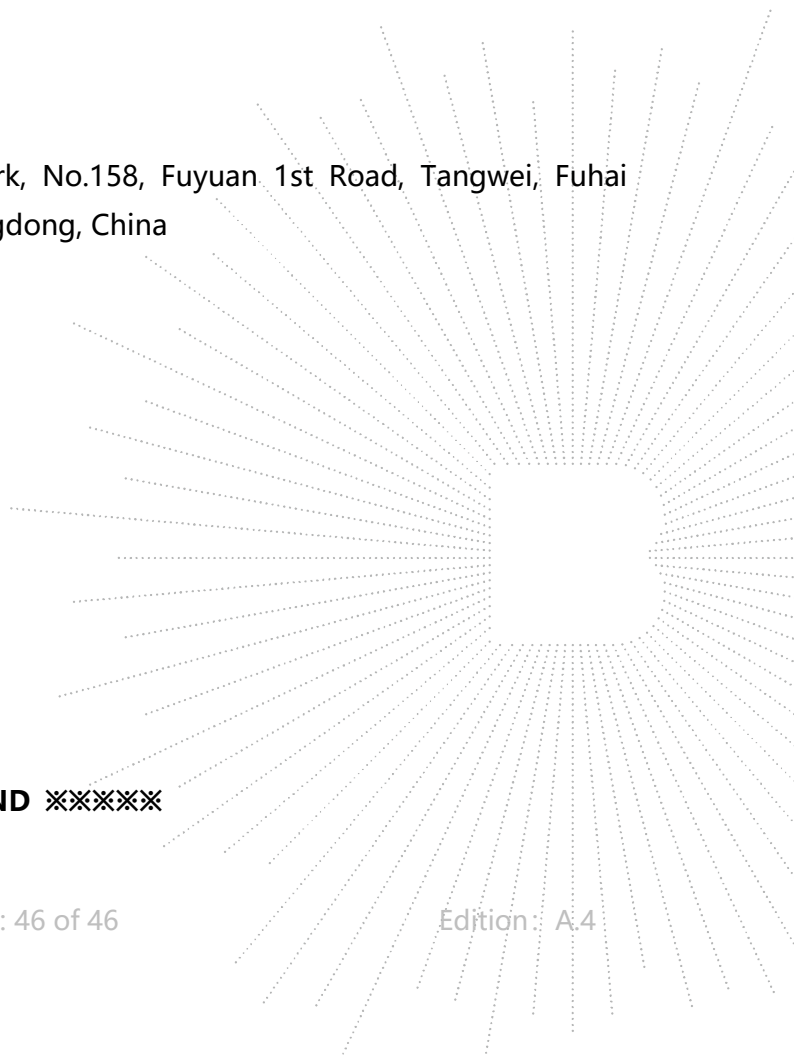 rk, No.158, Fuyuan 1st Road, Tangwei, Fuhai
gdong, China
ND ※※※※※
: 46 of 46 Edition：A.4